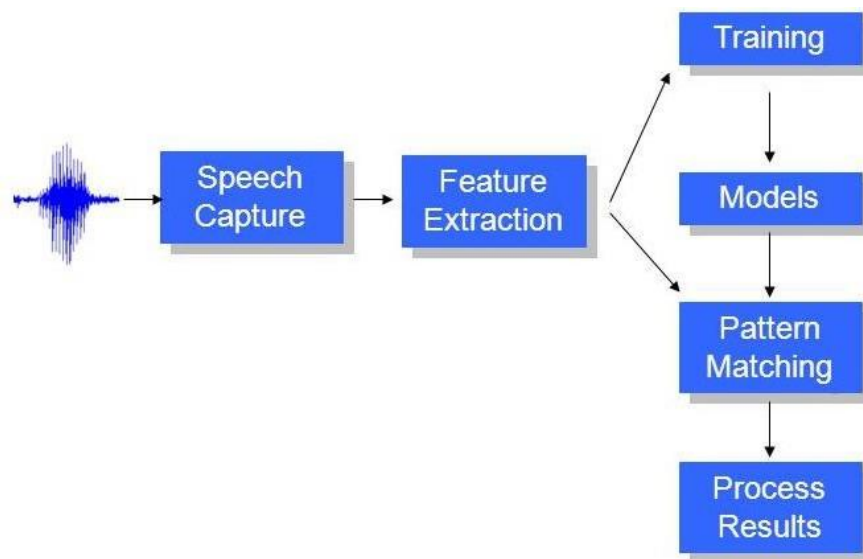 Speech
Capture
Feature
Extraction
Training
Models
Pattern
Matching
Process
Results